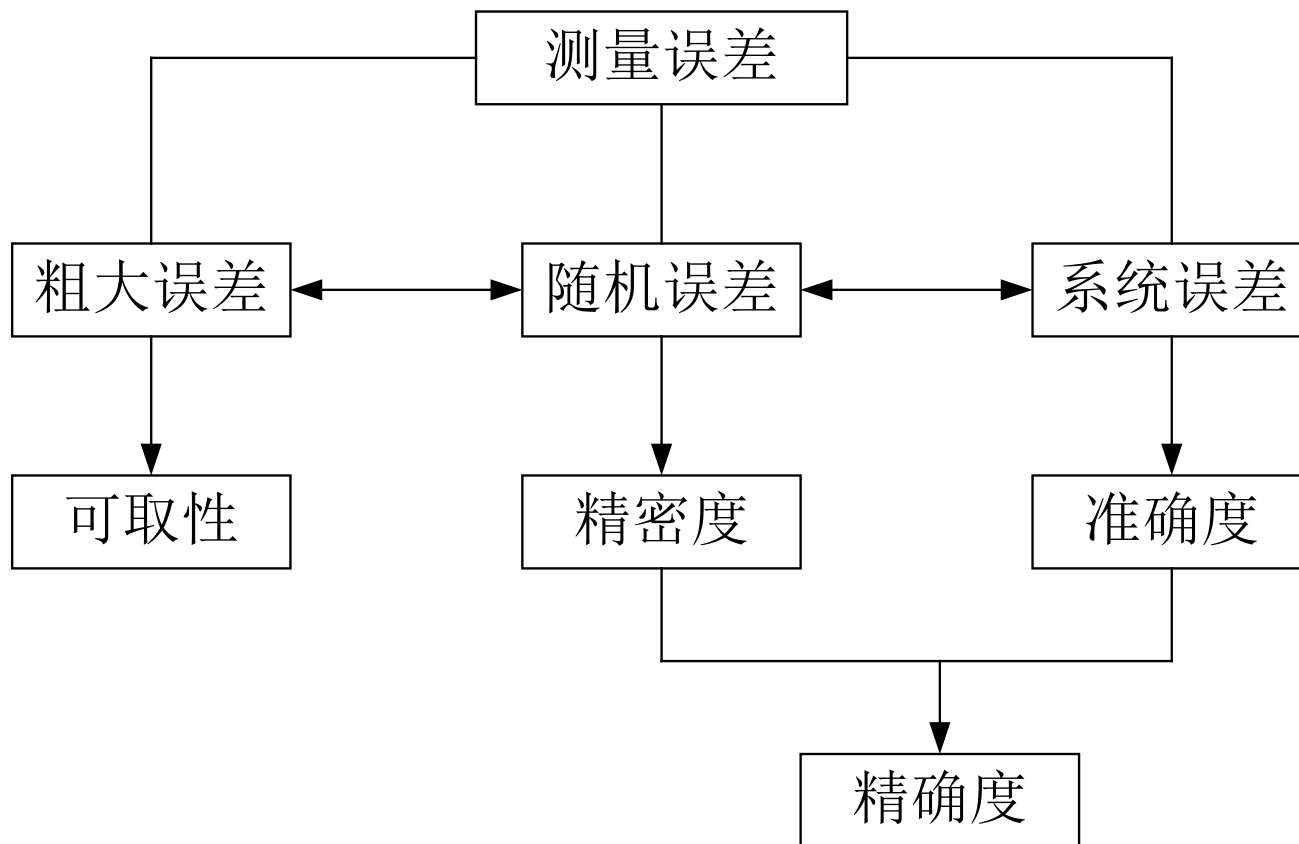 测量误差
粗大误差
随机误差
系统误差
可取性
精密度
准确度
精确度